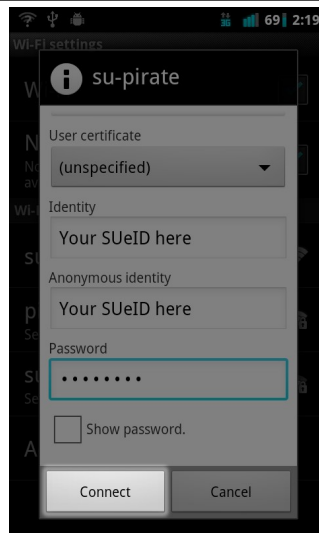 3G 69 2:19
Wi-Fi settings
su-pirate
User certificate
(unspecified)
Identity
Your SUeID here
Anonymous identity
Your SUeID here
Password
••••••••
Show password.
Connect
Cancel